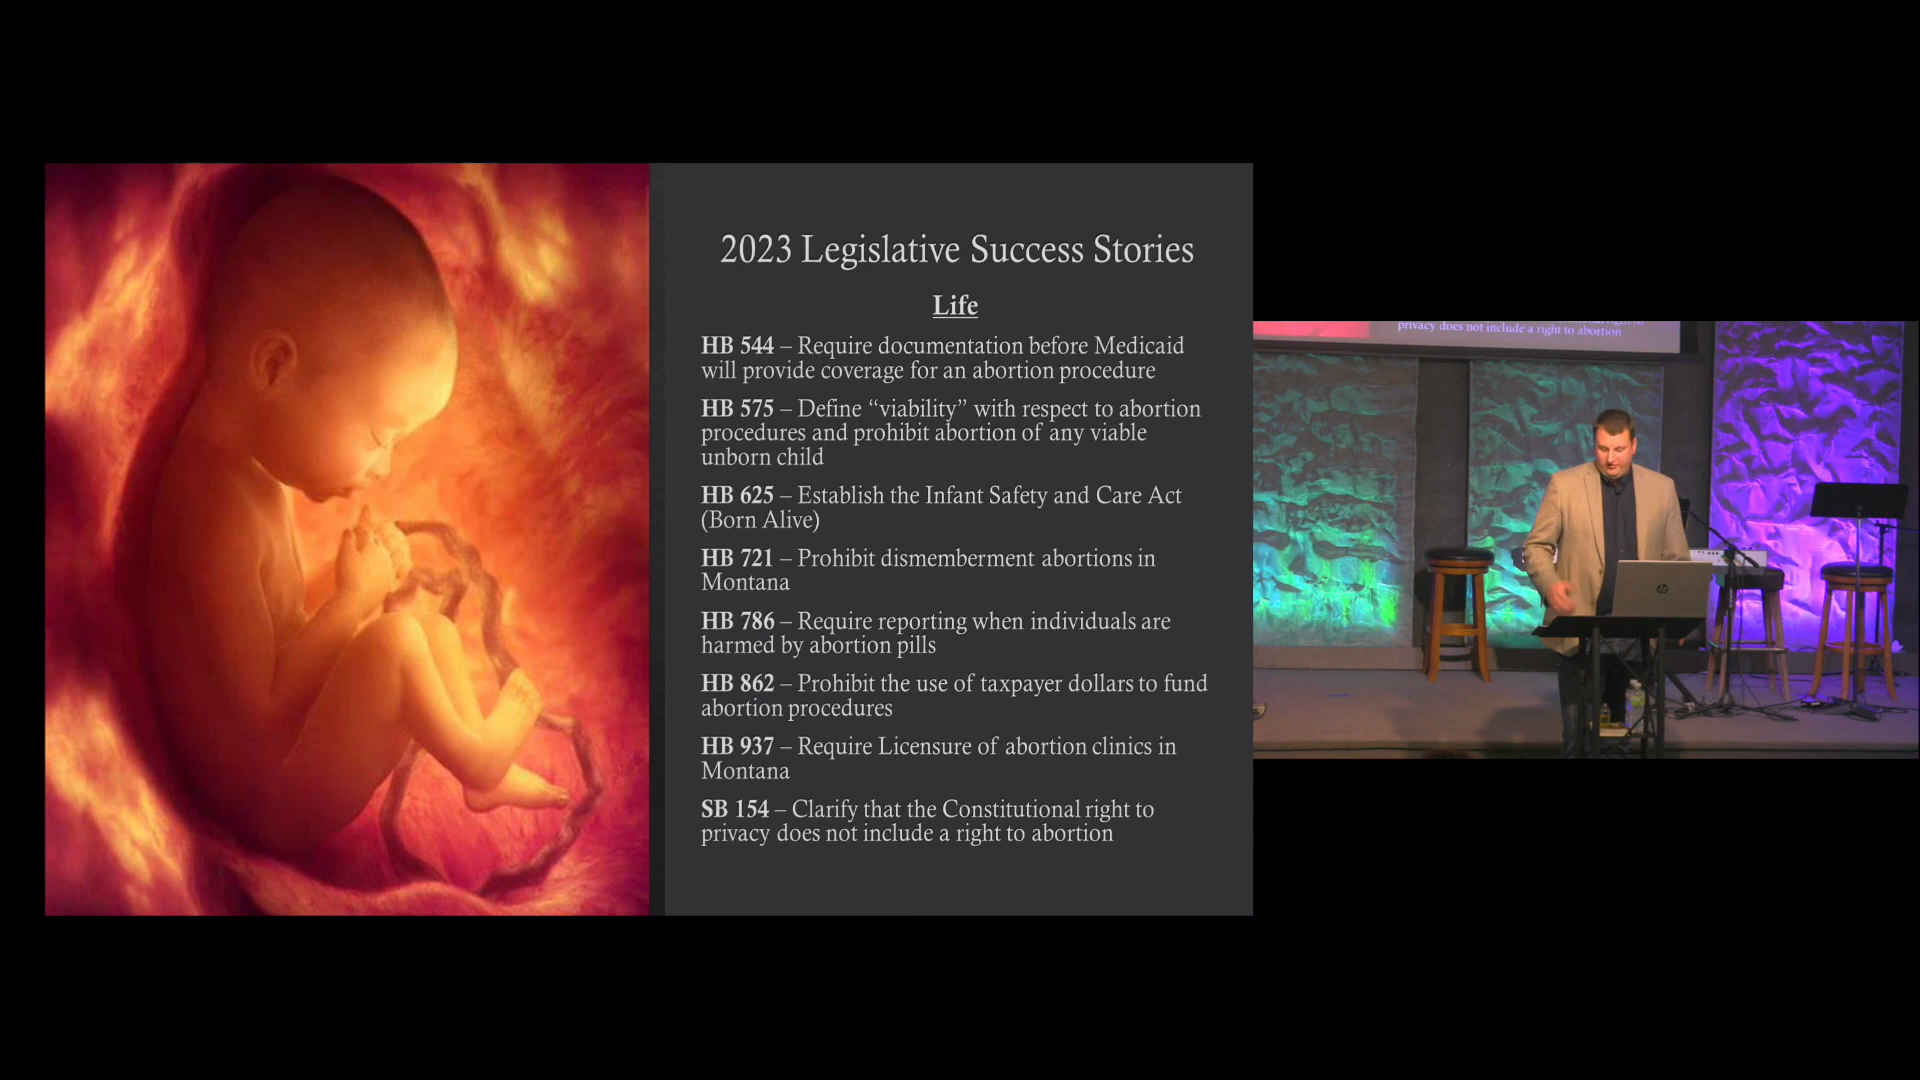 2023 Legislative Success Stories
Life
HB 544 – Require documentation before Medicaid
will provide coverage for an abortion procedure
HB 575 – Define “viability” with respect to abortion
procedures and prohibit abortion of any viable
unborn child
HB 625 – Establish the Infant Safety and Care Act
(Born Alive)
HB 721 – Prohibit dismemberment abortions in
Montana
HB 786 – Require reporting when individuals are
harmed by abortion pills
HB 862 – Prohibit the use of taxpayer dollars to fund
abortion procedures
HB 937 – Require Licensure of abortion clinics in
Montana
SB 154 – Clarify that the Constitutional right to
privacy does not include a right to abortion
privacy does not include a right to abortion
hp